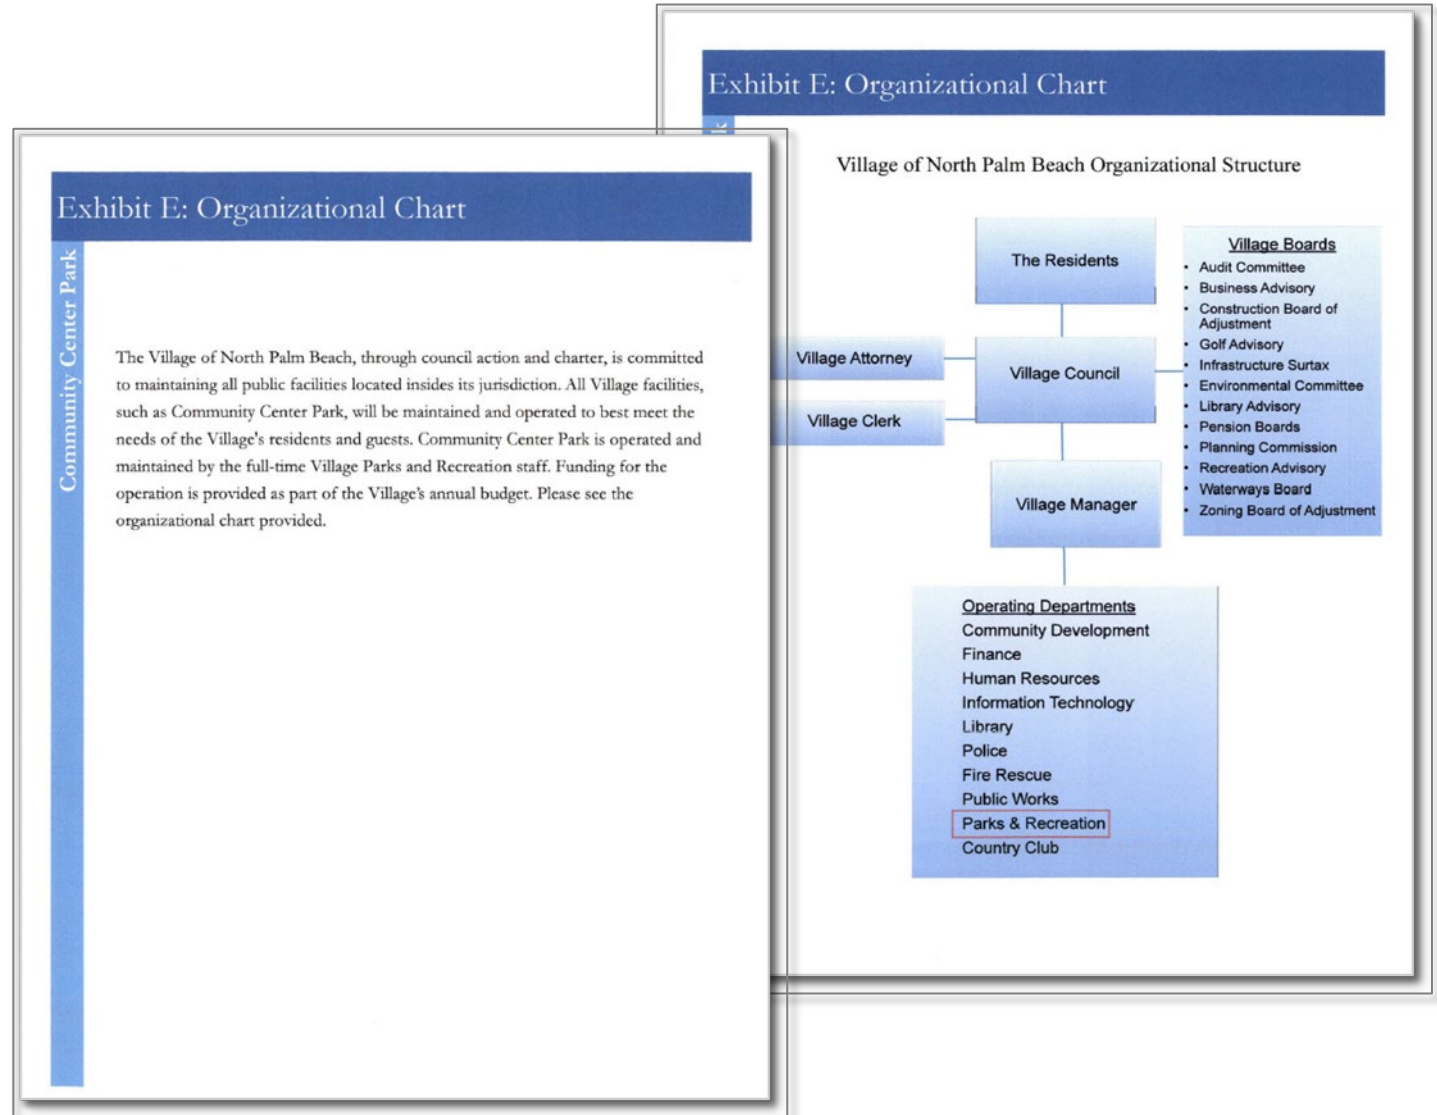 Exhibit E: Organizational Chart
Community Center Park
The Village of North Palm Beach, through council action and charter, is committed
to maintaining all public facilities located insides its jurisdiction. All Village facilities,
such as Community Center Park, will be maintained and operated to best meet the
needs of the Village's residents and guests. Community Center Park is operated and
maintained by the full-time Village Parks and Recreation staff. Funding for the
operation is provided as part of the Village's annual budget. Please see the
organizational chart provided.
Exhibit E: Organizational Chart
k
Village of North Palm Beach Organizational Structure
The Residents
Village Attorney
Village Council
Village Clerk
Village Manager
Village Boards
• Audit Committee
• Business Advisory
• Construction Board of
Adjustment
• Golf Advisory
• Infrastructure Surtax
• Environmental Committee
• Library Advisory
• Pension Boards
• Planning Commission
• Recreation Advisory
• Waterways Board
• Zoning Board of Adjustment
Operating Departments
Community Development
Finance
Human Resources
Information Technology
Library
Police
Fire Rescue
Public Works
Parks & Recreation
Country Club